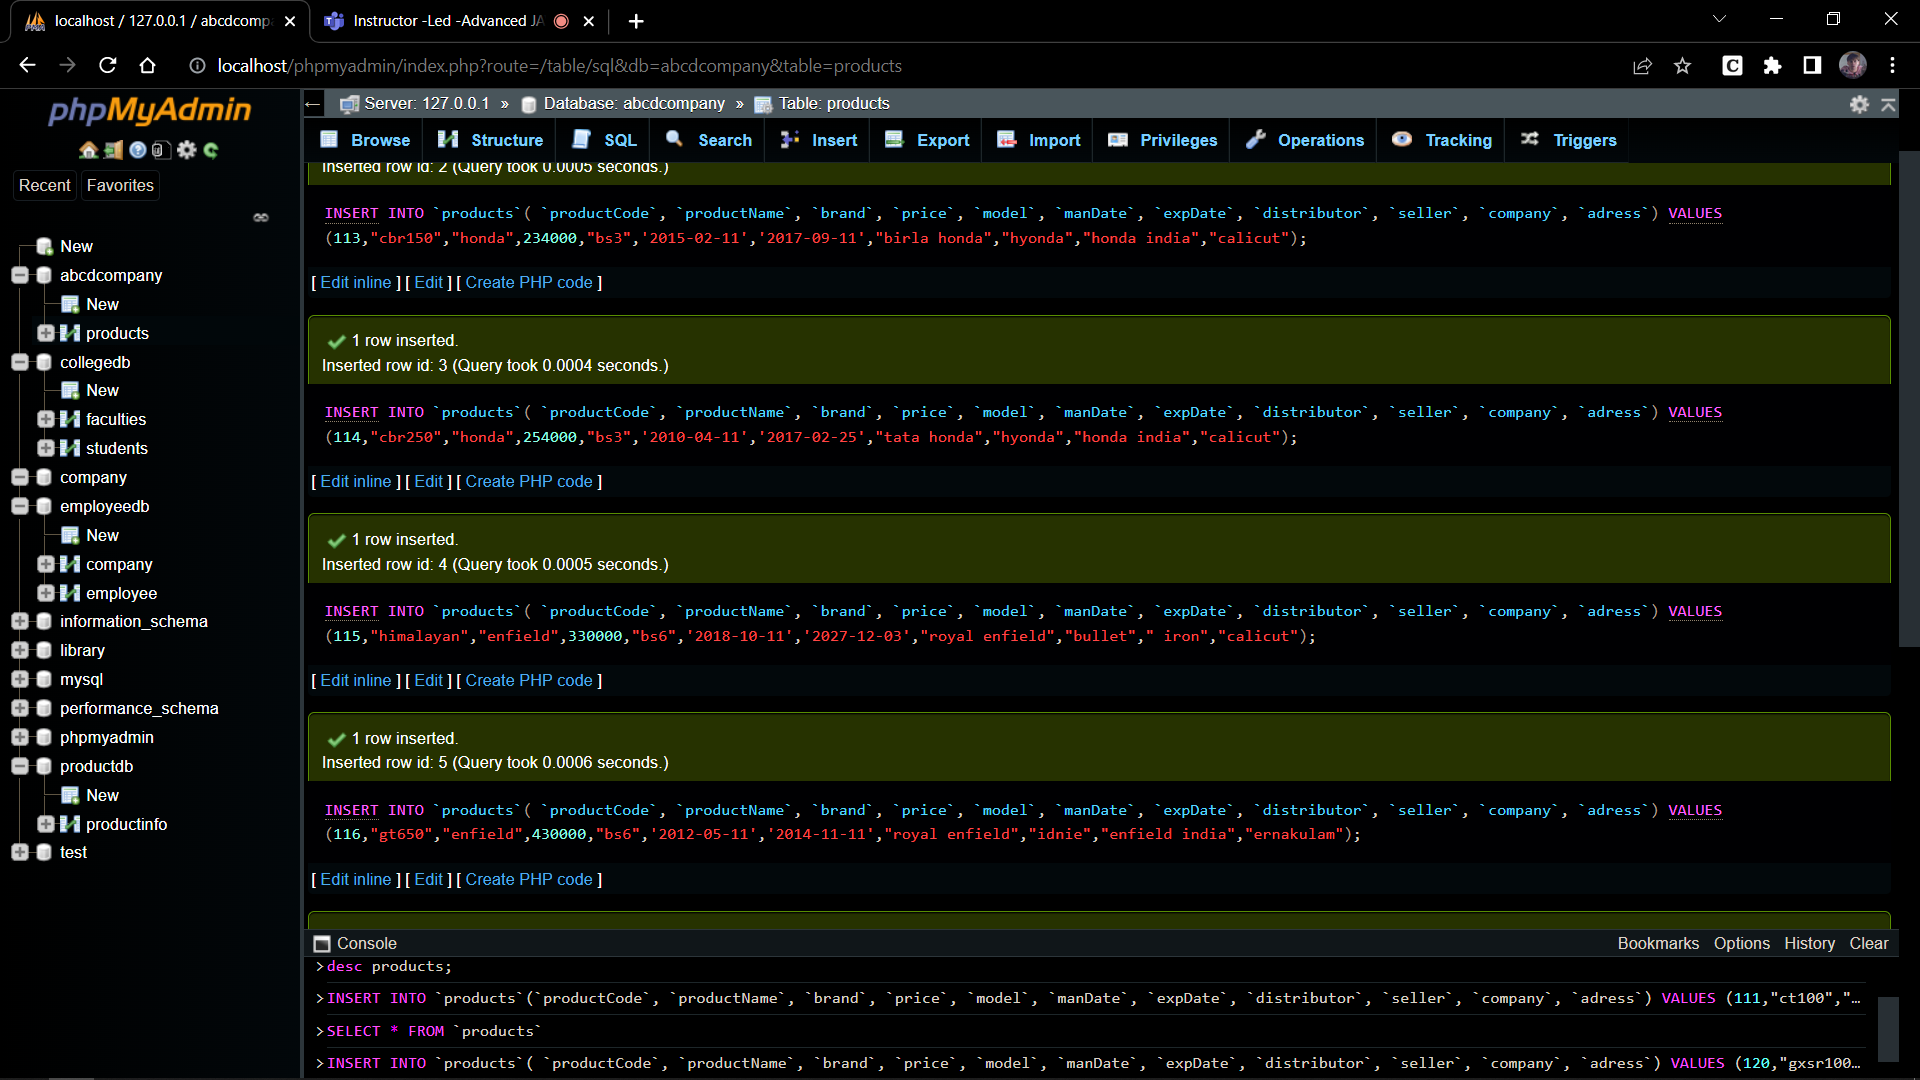 localhost / 127.0.0.1 / abcdcomp
Instructor -Led -Advanced JA
localhost/phpmyadmin/index.php?route=/table/sql&db=abcdcompany&table=products
phpMyAdmin
Recent
Favorites
New
abcdcompany
New
products
collegedb
New
faculties
students
company
employeedb
New
company
employee
information_schema
library
mysql
performance_schema
phpmyadmin
productdb
New
productinfo
test
Server: 127.0.0.1 » Database: abcdcompany » Table: products
Browse Structure SQL Search Insert Export Import Privileges Operations Tracking Triggers
Inserted row id: 2 (Query took 0.0005 seconds.)
INSERT INTO `products`( `productCode`, `productName`, `brand`, `price`, `model`, `manDate`, `expDate`, `distributor`, `seller`, `company`, `adress`) VALUES
(113,"cbr150","honda",234000,"bs3",'2015-02-11','2017-09-11',"birla honda","hyonda","honda india","calicut");
[ Edit inline ] [ Edit ] [ Create PHP code ]
1 row inserted.
Inserted row id: 3 (Query took 0.0004 seconds.)
INSERT INTO `products`( `productCode`, `productName`, `brand`, `price`, `model`, `manDate`, `expDate`, `distributor`, `seller`, `company`, `adress`) VALUES
(114,"cbr250","honda",254000,"bs3",'2010-04-11','2017-02-25',"tata honda","hyonda","honda india","calicut");
[ Edit inline ] [ Edit ] [ Create PHP code ]
1 row inserted.
Inserted row id: 4 (Query took 0.0005 seconds.)
INSERT INTO `products`( `productCode`, `productName`, `brand`, `price`, `model`, `manDate`, `expDate`, `distributor`, `seller`, `company`, `adress`) VALUES
(115,"himalayan","enfield",330000,"bs6",'2018-10-11','2027-12-03',"royal enfield","bullet"," iron","calicut");
[ Edit inline ] [ Edit ] [ Create PHP code ]
1 row inserted.
Inserted row id: 5 (Query took 0.0006 seconds.)
INSERT INTO `products`( `productCode`, `productName`, `brand`, `price`, `model`, `manDate`, `expDate`, `distributor`, `seller`, `company`, `adress`) VALUES
(116,"gt650","enfield",430000,"bs6",'2012-05-11','2014-11-11',"royal enfield","idnie","enfield india","ernakulam");
[ Edit inline ] [ Edit ] [ Create PHP code ]
Console
Bookmarks Options History Clear
>desc products;
>INSERT INTO `products`(`productCode`, `productName`, `brand`, `price`, `model`, `manDate`, `expDate`, `distributor`, `seller`, `company`, `adress`) VALUES (111,"ct100","…
>SELECT * FROM `products`
>INSERT INTO `products`( `productCode`, `productName`, `brand`, `price`, `model`, `manDate`, `expDate`, `distributor`, `seller`, `company`, `adress`) VALUES (120,"gxsr100…